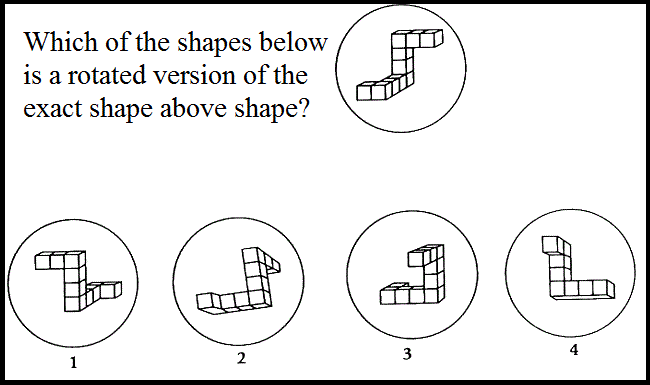 Which of the shapes below
is a rotated version of the
exact shape above shape?
1
2
3
4